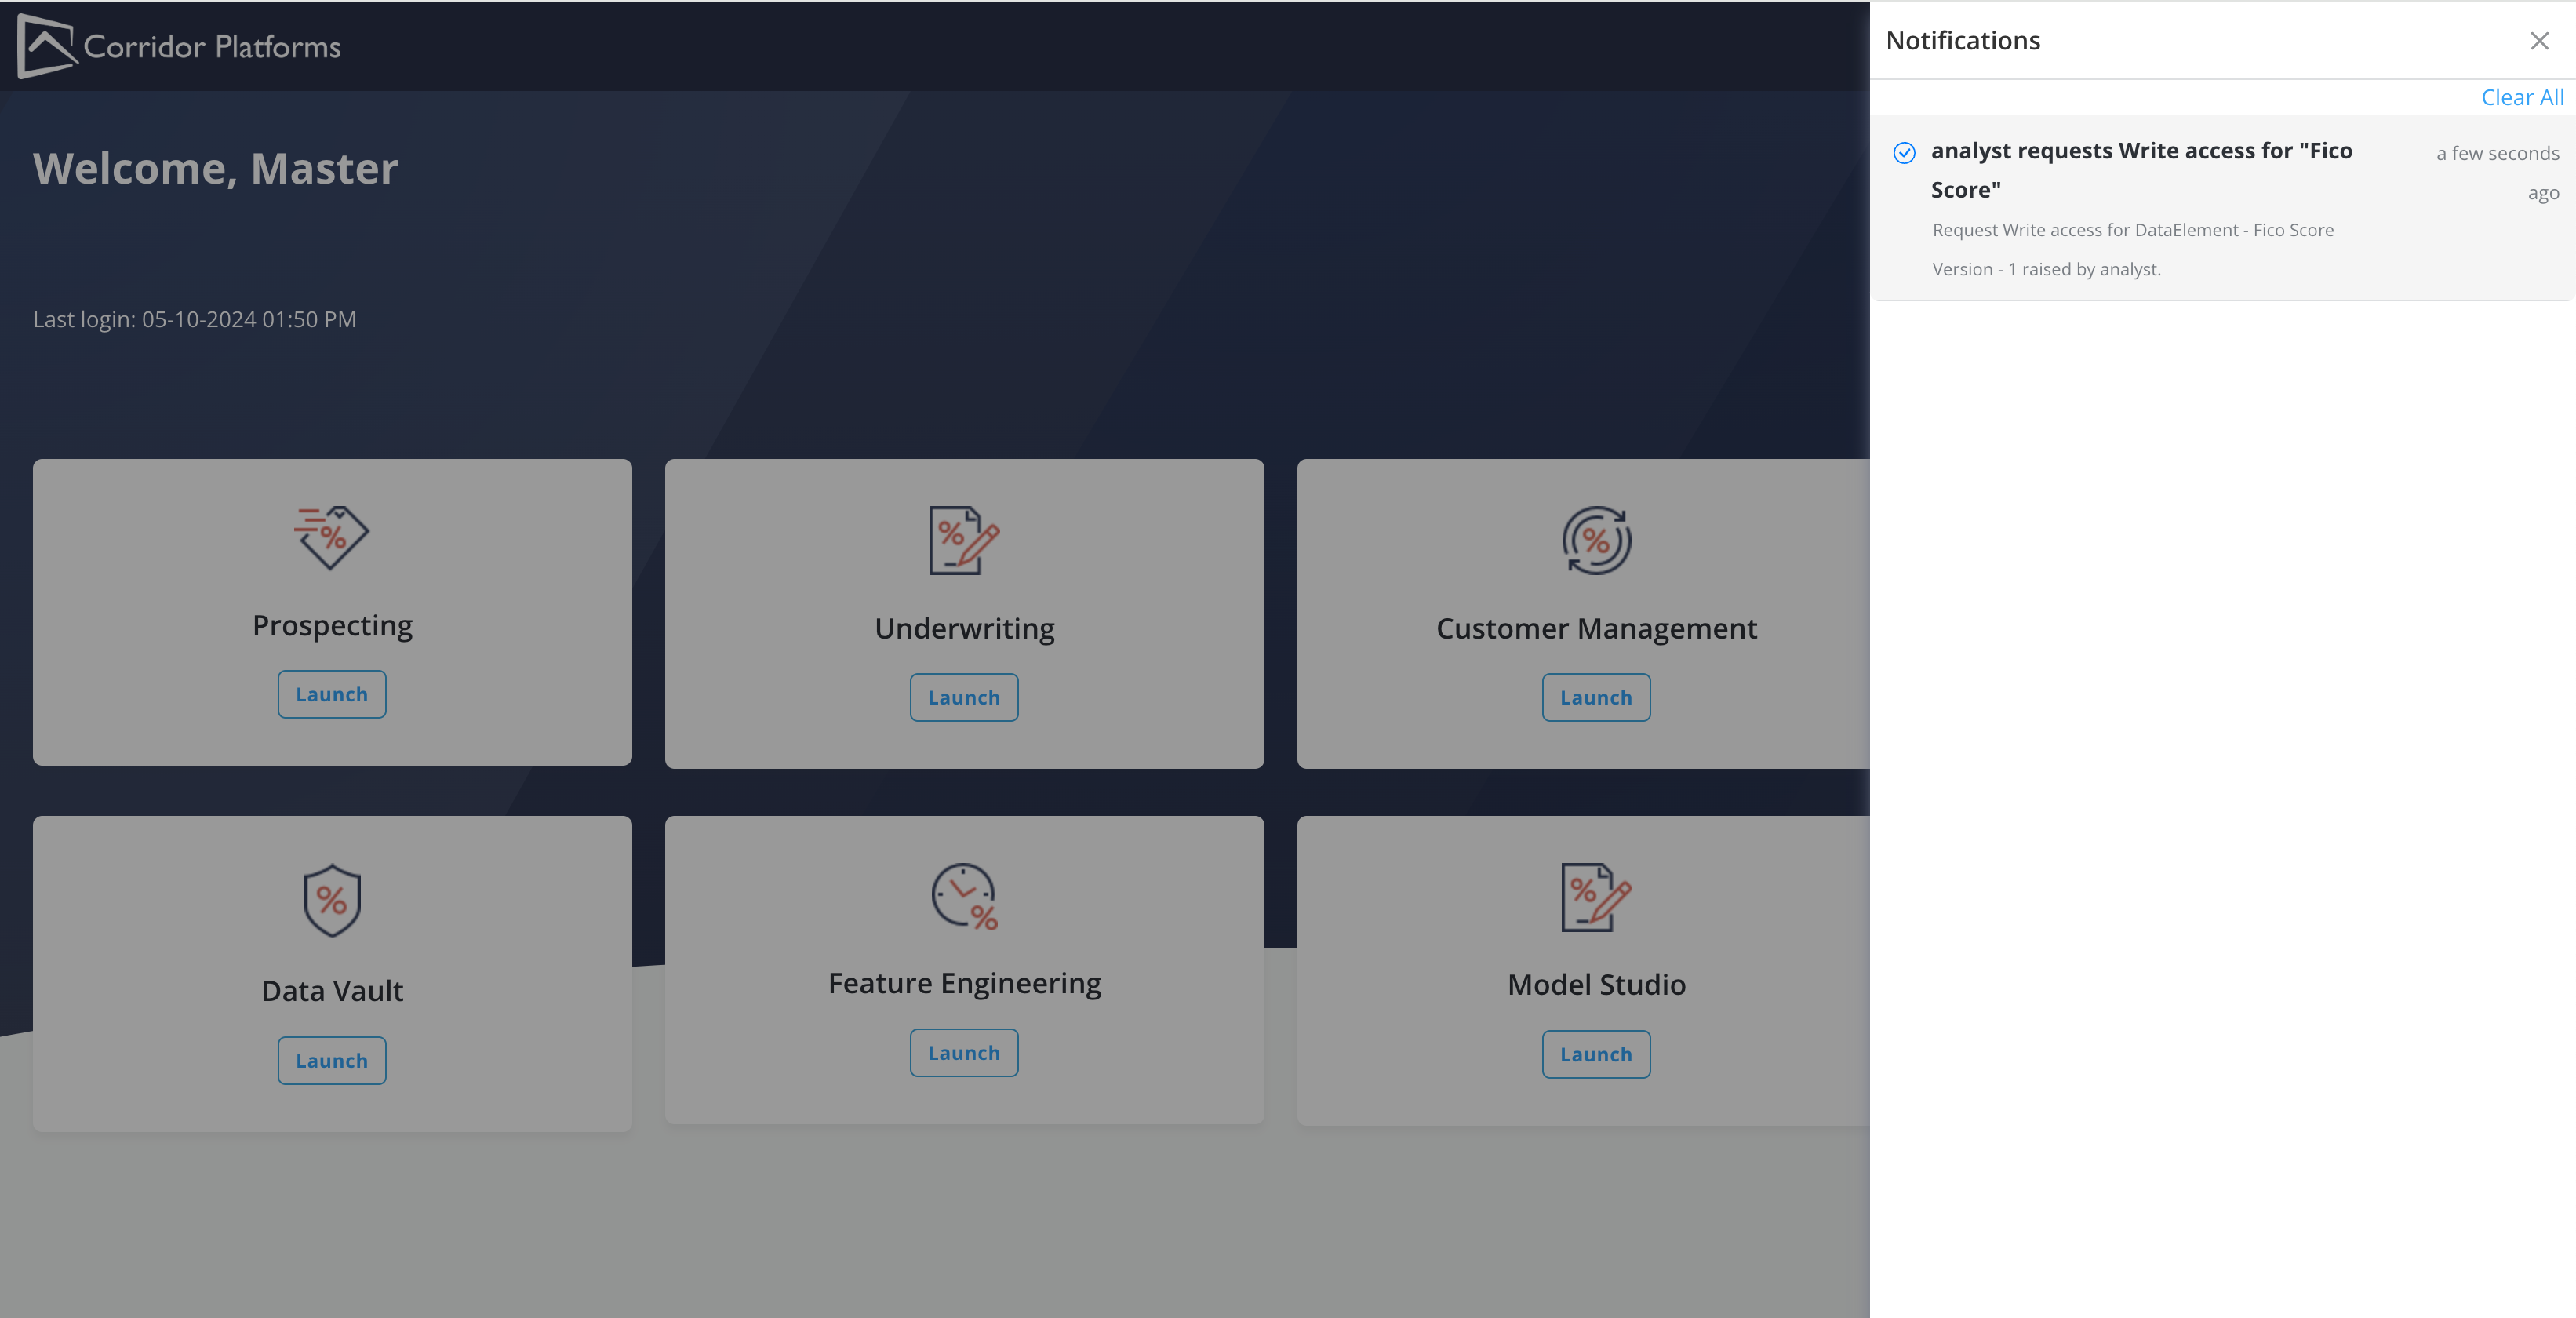 Corridor Platforms
Welcome, Master
Last login: 05-10-2024 01:50 PM
Prospecting
Launch
Underwriting
Launch
Customer Management
Launch
Data Vault
Launch
Feature Engineering
Launch
Model Studio
Launch
Notifications
Clear All
analyst requests Write access for "Fico
Score"
a few seconds
ago
Request Write access for DataElement - Fico Score
Version - 1 raised by analyst.